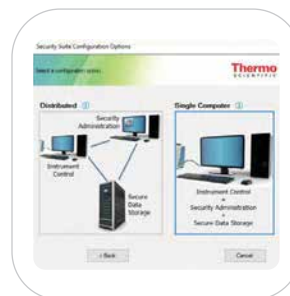 Security Suite Configuration Options
Select a configuration option.
Thermo
SCIENTIFIC
Distributed
Security
Administration
Instrument
Control
Secure
Data
Storage
Single Computer
Instrument Control
+
Security Administration
+
Secure Data Storage
< Back
Cancel